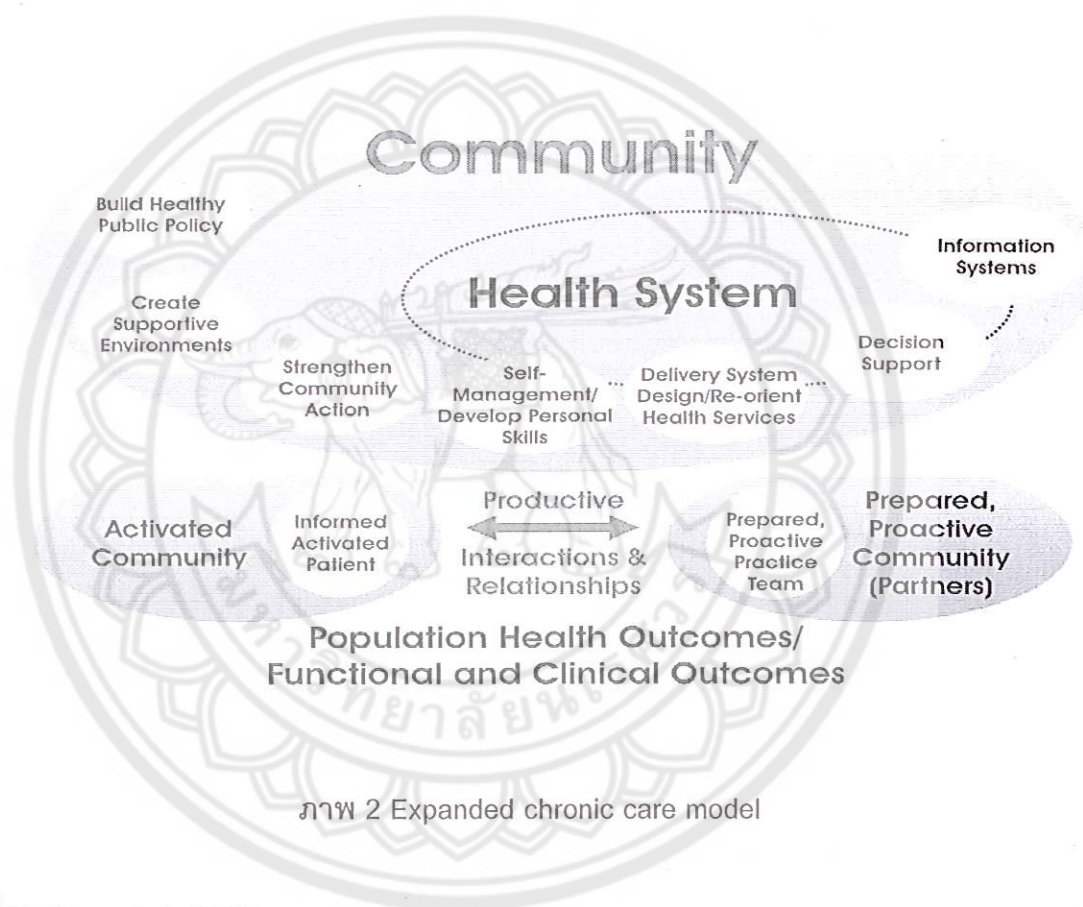 Community
Build Healthy
Public Policy
Information
Systems
Health System
Create
Supportive
Environments
Decision
Support
Strengthen
Community
Action
Self-
Management/
Develop Personal
Skills
Delivery System
Design/Re-orient
Health Services
Activated
Community
Informed
Activated
Patient
Productive
Interactions &
Relationships
Prepared,
Proactive
Practice
Team
Prepared,
Proactive
Community
(Partners)
Population Health Outcomes/
Functional and Clinical Outcomes
ภาพ 2 Expanded chronic care model